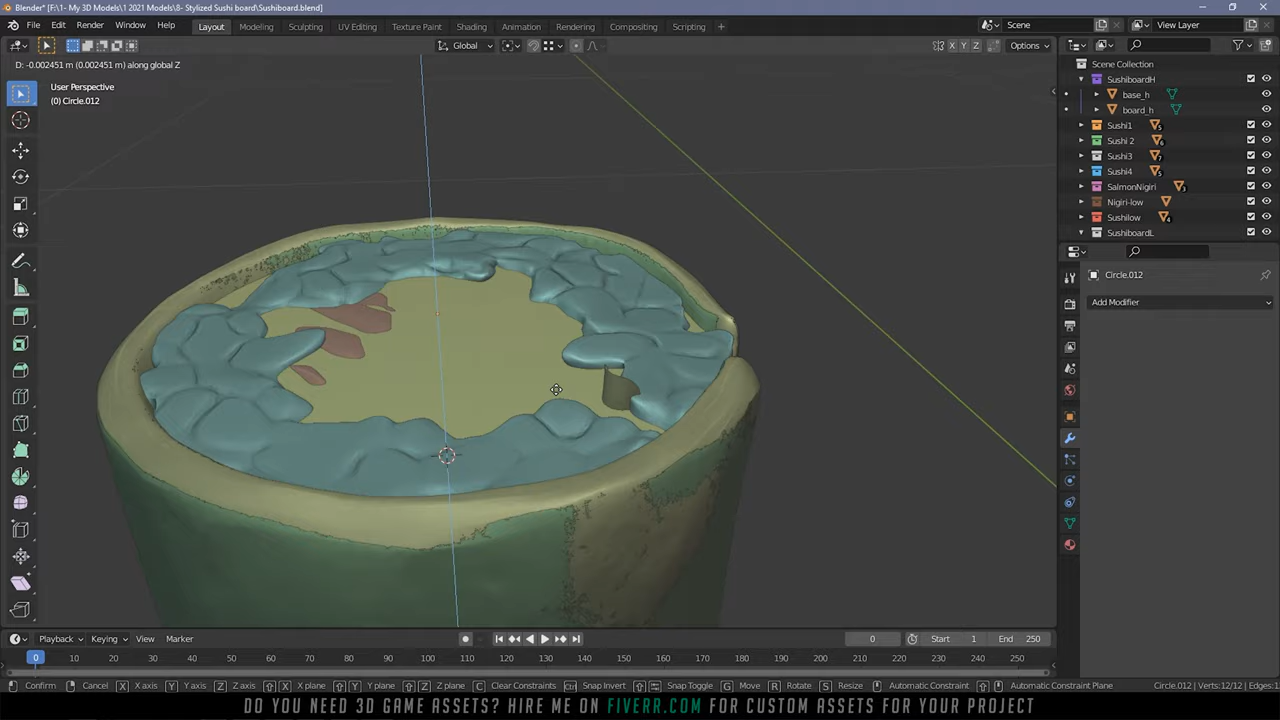 Blender* [F:\1- My 3D Models\1 2021 Models\8- Stylized Sushi board\Sushiboard.blend]
File Edit Render Window Help Layout Modeling Sculpting UV Editing Texture Paint Shading Animation Rendering Compositing Scripting + Scene View Layer
Global X Y Z Options
D: -0.002451 m (0.002451 m) along global Z
User Perspective
(0) Circle.012
Scene Collection
SushiboardH
base_h
board_h
Sushi1 5
Sushi 2 6
Sushi3 7
Sushi4 5
SalmonNigiri 3
Nigiri-low
Sushilow 4
SushiboardL
Circle.012
Add Modifier
Playback Keying View Marker 0 Start 1 End 250
0 10 20 30 40 50 60 70 80 90 100 110 120 130 140 150 160 170 180 190 200 210 220 230 240 250
Confirm Cancel X X axis Y Y axis Z Z axis X X plane Y Y plane Z Z plane C Clear Constraints Ctrl Snap Invert Snap Toggle G Move R Rotate S Resize Automatic Constraint Automatic Constraint Plane Circle.012 | Verts:12/12 | Edges:1
DO YOU NEED 3D GAME ASSETS? HIRE ME ON FIVERR.COM FOR CUSTOM ASSETS FOR YOUR PROJECT